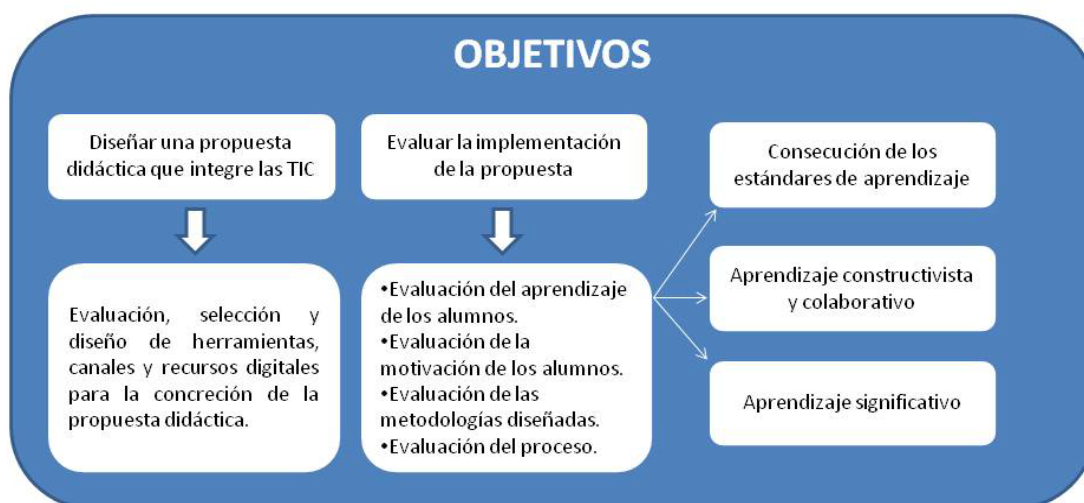 OBJETIVOS
Diseñar una propuesta
didáctica que integre las TIC
Evaluación, selección y
diseño de herramientas,
canales y recursos digitales
para la concreción de la
propuesta didáctica.
Evaluar la implementación
de la propuesta
•Evaluación del aprendizaje
de los alumnos.
•Evaluación de la
motivación de los alumnos.
•Evaluación de las
metodologías diseñadas.
•Evaluación del proceso.
Consecución de los
estándares de aprendizaje
Aprendizaje constructivista
y colaborativo
Aprendizaje significativo